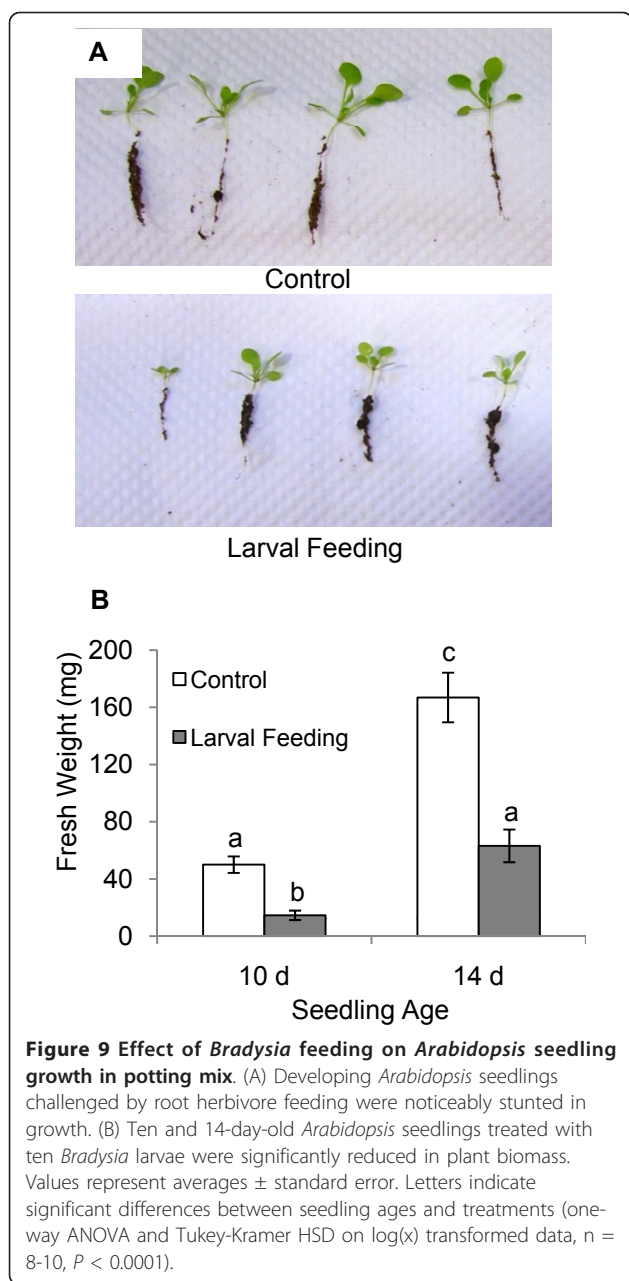 A
Control
Larval Feeding
B
200
160
120
80
40
0
Fresh Weight (mg)
Control
Larval Feeding
a
b
c
a
10 d
14 d
Seedling Age
Figure 9 Effect of Bradysia feeding on Arabidopsis seedling
growth in potting mix. (A) Developing Arabidopsis seedlings
challenged by root herbivore feeding were noticeably stunted in
growth. (B) Ten and 14-day-old Arabidopsis seedlings treated with
ten Bradysia larvae were significantly reduced in plant biomass.
Values represent averages ± standard error. Letters indicate
significant differences between seedling ages and treatments (one-
way ANOVA and Tukey-Kramer HSD on log(x) transformed data, n =
8-10, P < 0.0001).